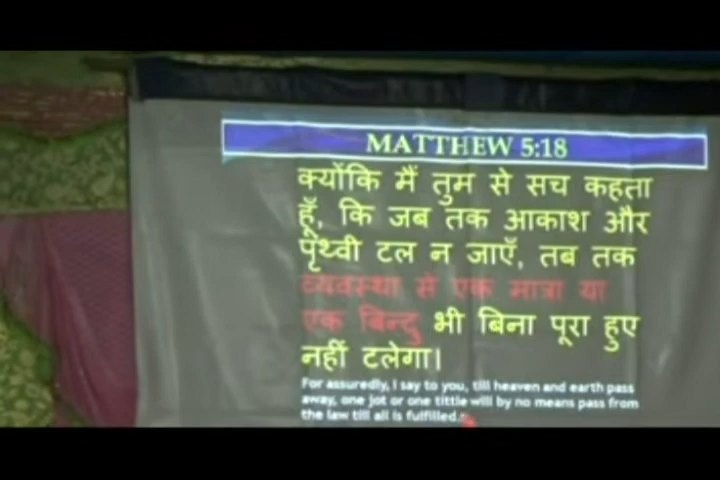 MATTHEW 5:18
क्योंकि मैं तुम से सच कहता
हूँ, कि जब तक आकाश और
पृथ्वी टल न जाएँ, तब तक
व्यवस्था से एक मात्रा या
एक बिन्दु भी बिना पूरा हुए
नहीं टलेगा।
For assuredly, I say to you, till heaven and earth pass
away, one jot or one tittle will by no means pass from
the law till all is fulfilled.